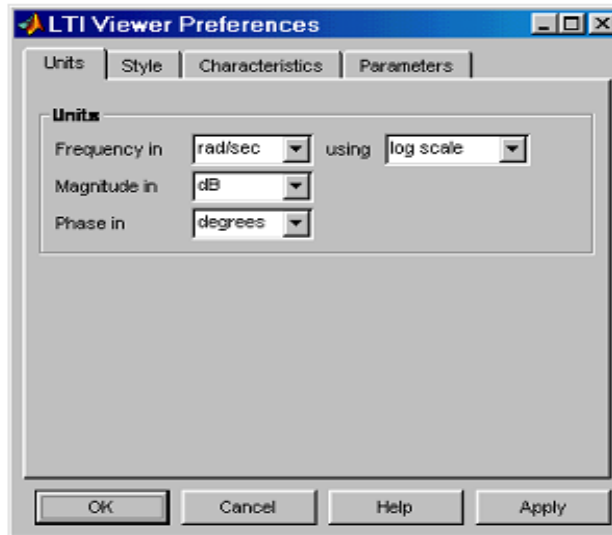 LTI Viewer Preferences
Units Style Characteristics Parameters
Units
Frequency in rad/sec using log scale
Magnitude in dB
Phase in degrees
OK Cancel Help Apply